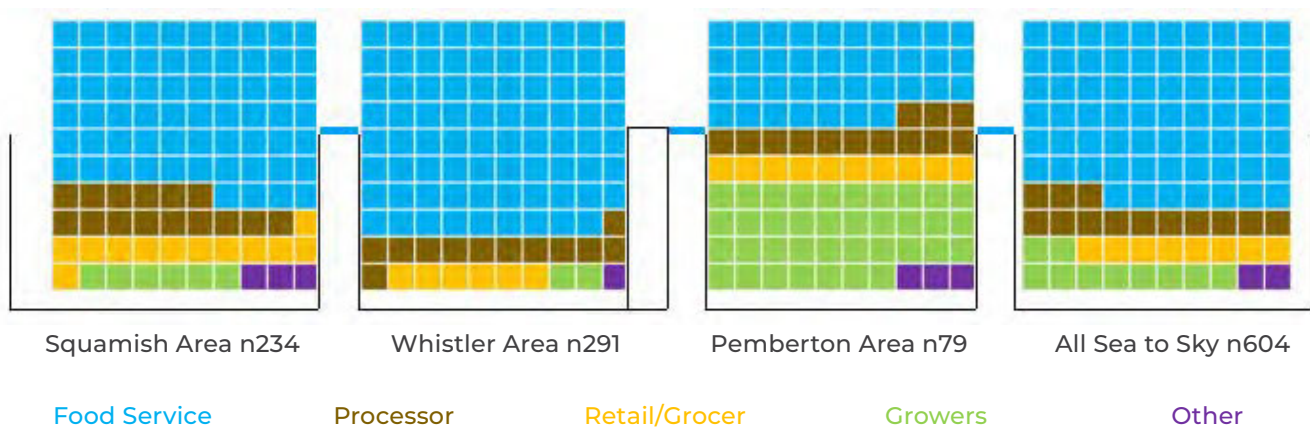 Squamish Area n234 Whistler Area n291 Pemberton Area n79 All Sea to Sky n604
Food Service Processor Retail/Grocer Growers Other